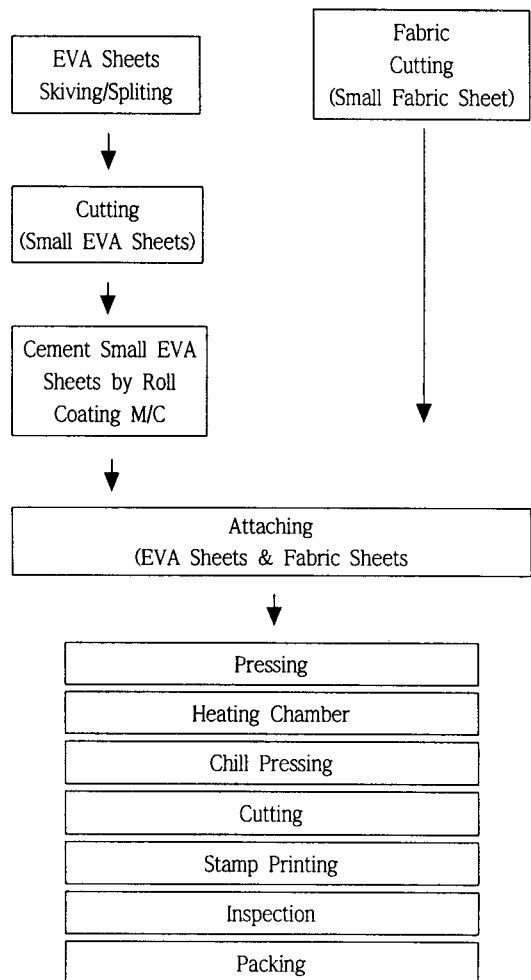 EVA Sheets
Skiving/Spliting
Cutting
(Small EVA Sheets)
Cement Small EVA
Sheets by Roll
Coating M/C
Fabric
Cutting
(Small Fabric Sheet)
Attaching
(EVA Sheets & Fabric Sheets
Pressing
Heating Chamber
Chill Pressing
Cutting
Stamp Printing
Inspection
Packing